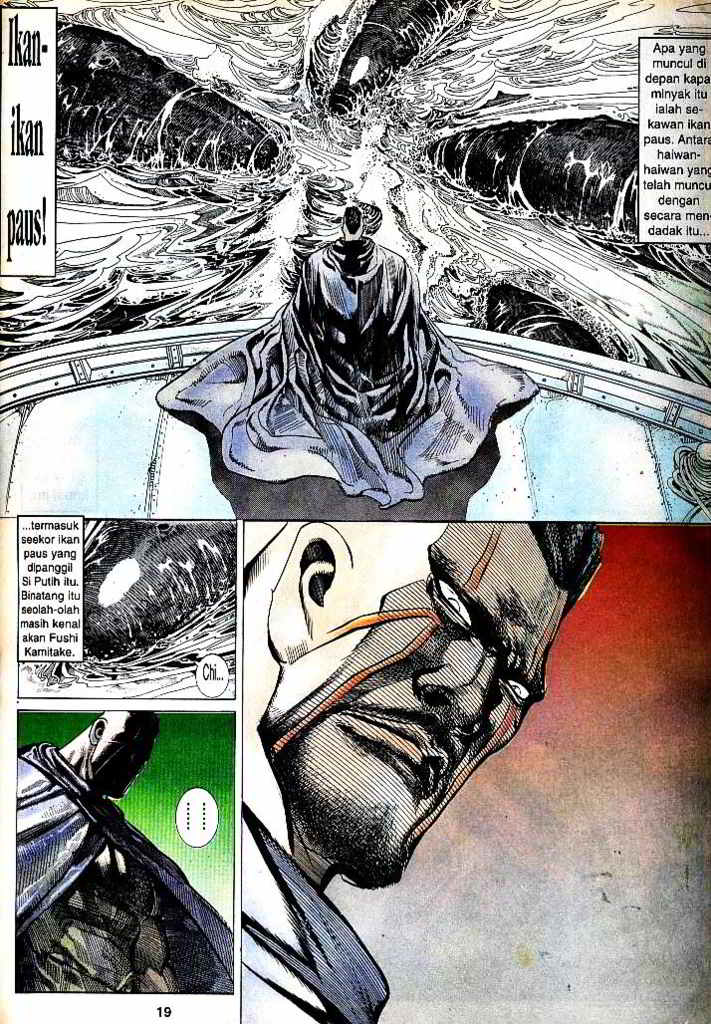 Ikan-
ikan
paus!
Apa yang
muncul di
depan kapal
minyak itu
ialah se-
kawan ikan
paus. Antara
haiwan-
haiwan yang
telah muncul
dengan
secara men-
dadak itu...
...termasuk
seekor ikan
paus yang
dipanggil
Si Putih itu.
Binatang itu
seolah-olah
masih kenal
akan Fushi
Kamitake.
Chi...
......
19